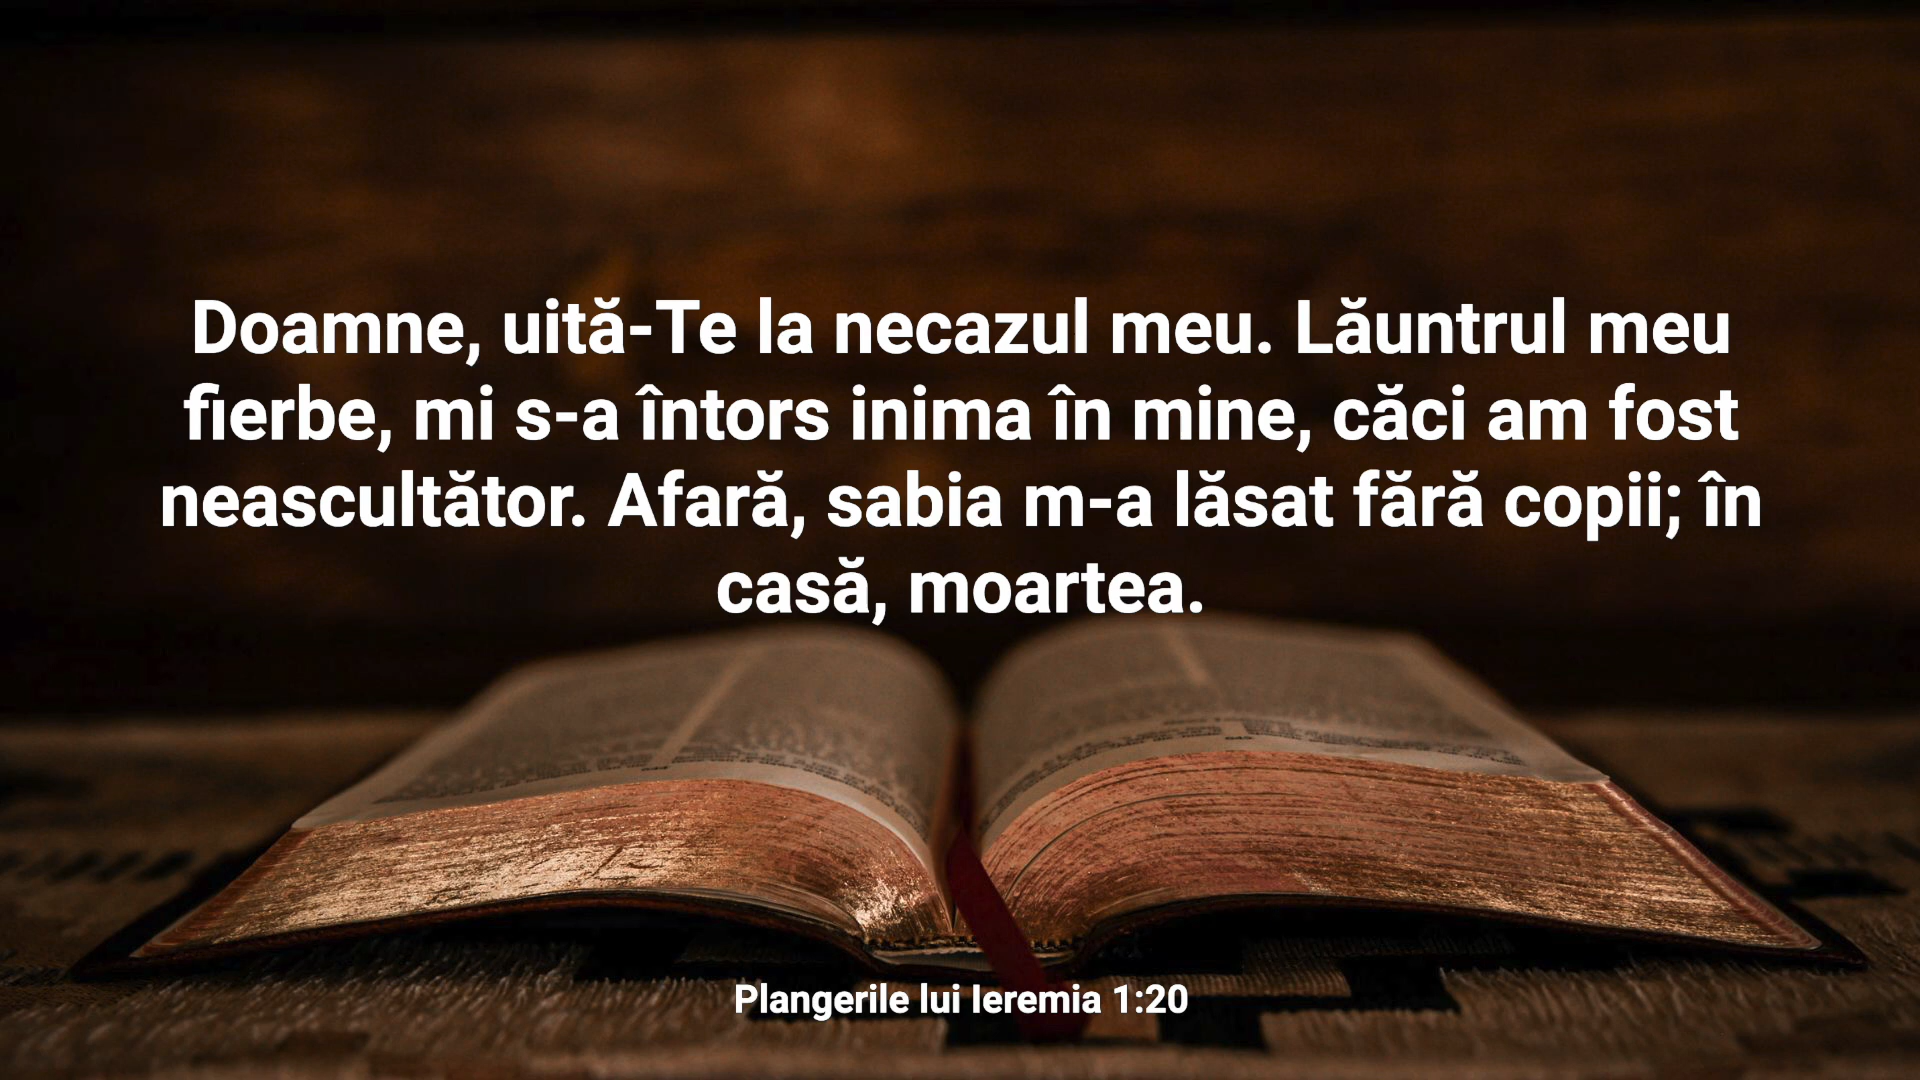 Doamne, uită-Te la necazul meu. Lăuntrul meu
fierbe, mi s-a întors inima în mine, căci am fost
neascultător. Afară, sabia m-a lăsat fără copii; în
casă, moartea.
Plangerile lui Ieremia 1:20